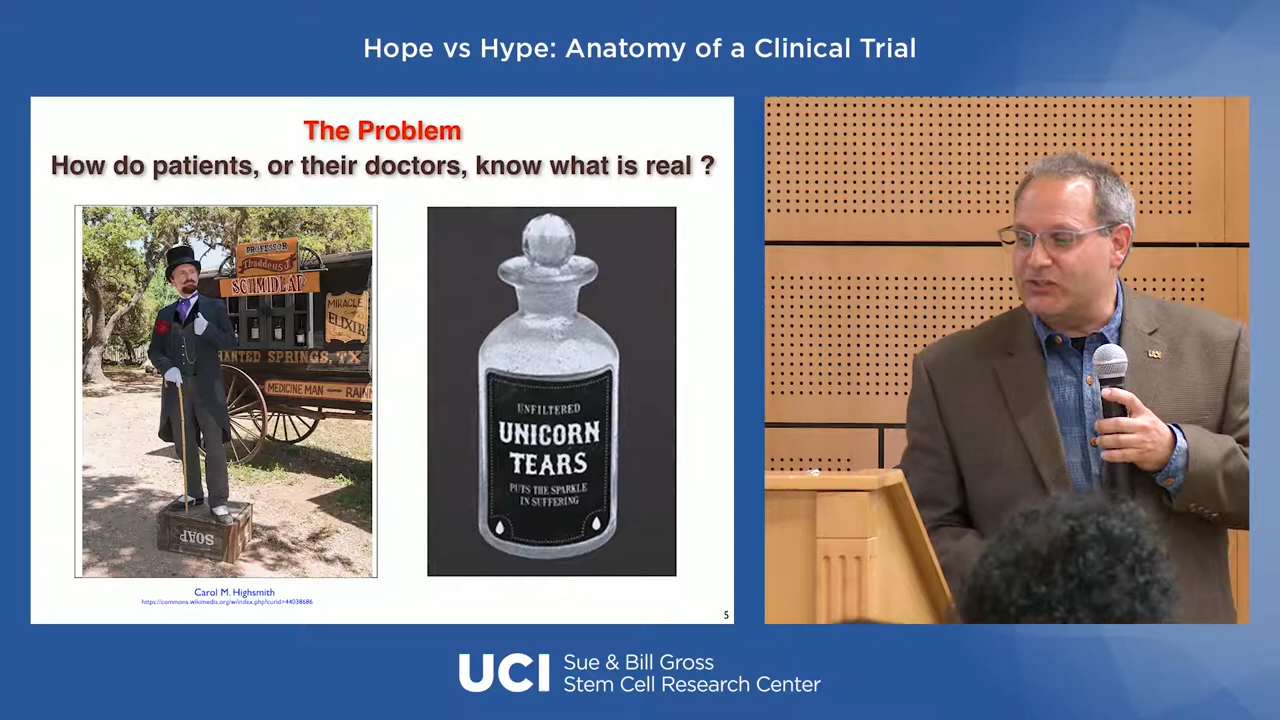 Hope vs Hype: Anatomy of a Clinical Trial
The Problem
How do patients, or their doctors, know what is real ?
PROFESSOR
Thaddeus J.
SCHMIDLAP
MIRACLE
ELIXIR
HANTED SPRINGS, TX
MEDICINE MAN — RAIN
SOAP
UNFILTERED
UNICORN
TEARS
PUTS THE SPARKLE
IN SUFFERING
Carol M. Highsmith
https://commons.wikimedia.org/w/index.php?curid=44038686
5
UCI
UCI
Sue & Bill Gross
Stem Cell Research Center